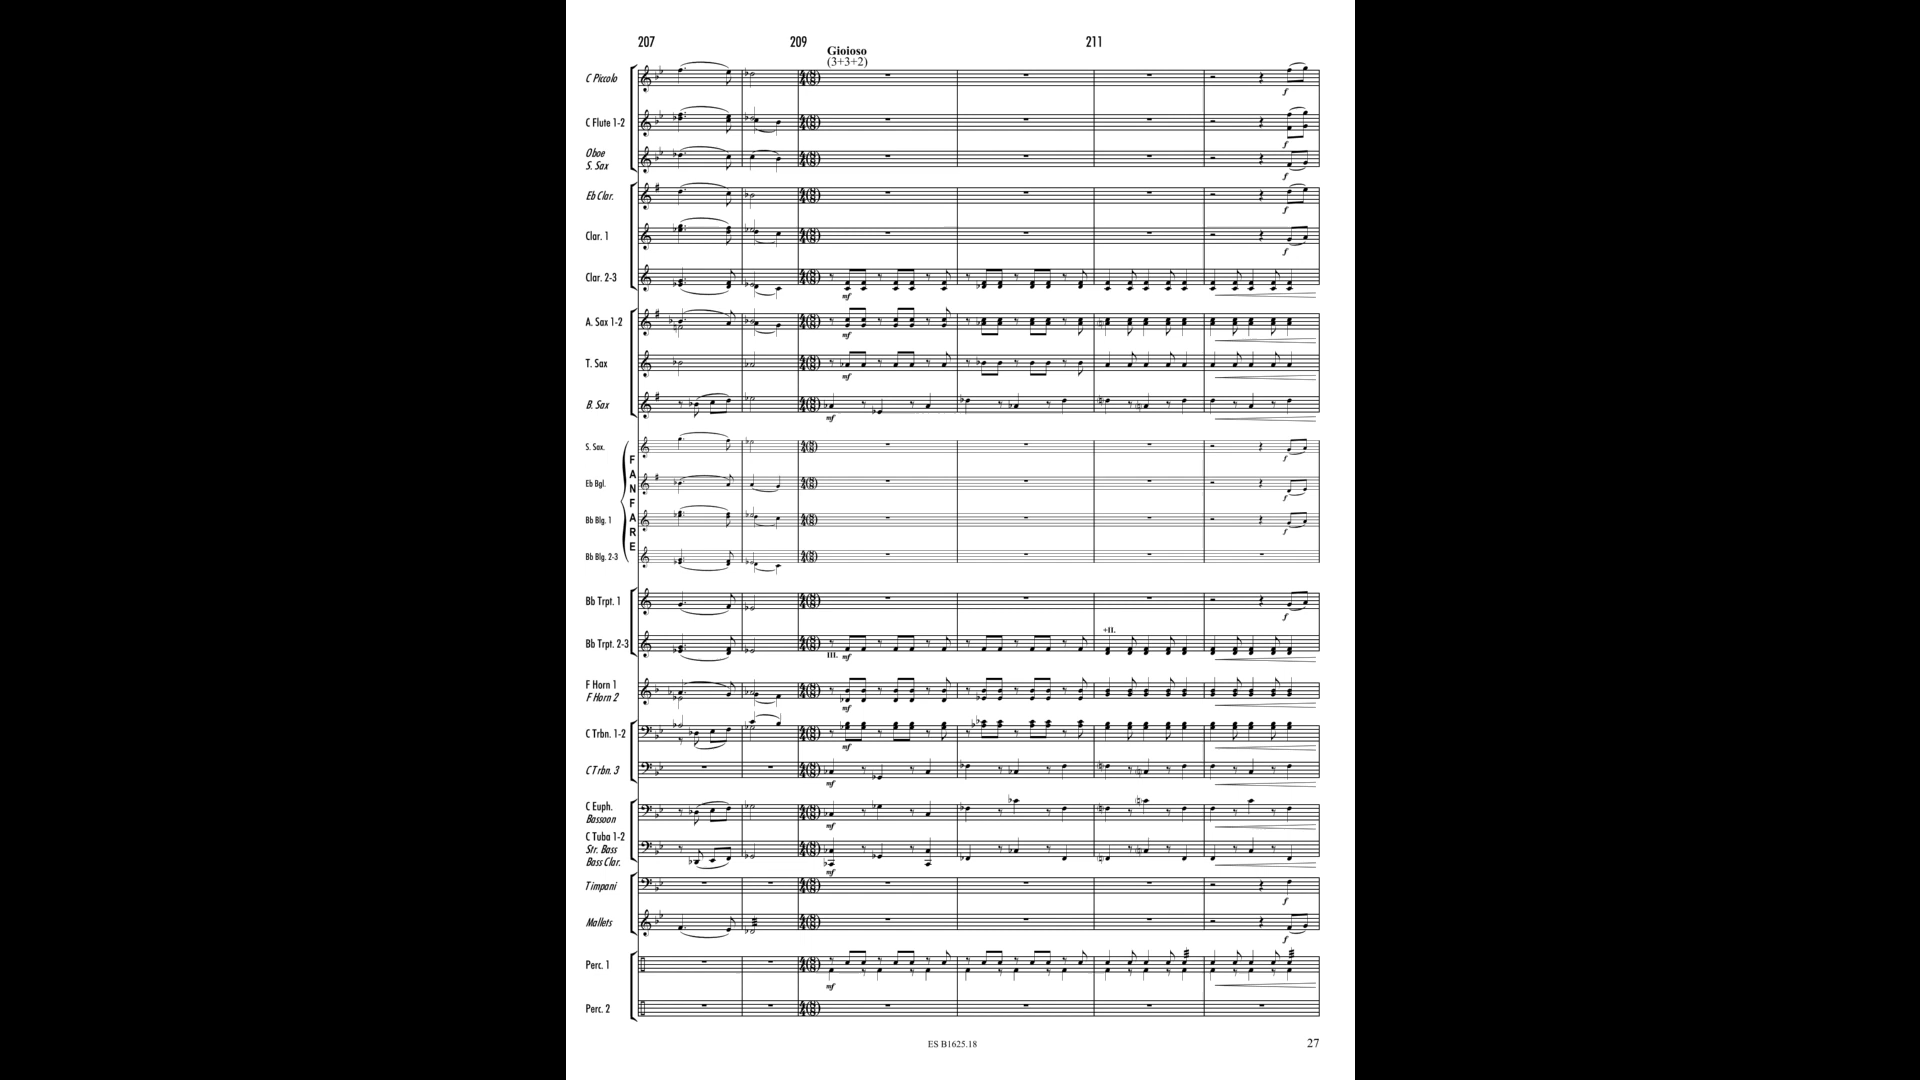 207 209 211
Gioioso
(3+3+2)
C Piccolo
f
C Flute 1-2
f
Oboe
S. Sax
f
Eb Clar.
f
Clar. 1
f
Clar. 2-3
mf
A. Sax 1-2
mf
T. Sax
mf
B. Sax
mf
FANFARE
S. Sax.
f
Eb Bgl.
f
Bb Blg. 1
f
Bb Blg. 2-3
Bb Trpt. 1
f
+II.
Bb Trpt. 2-3
III. mf
F Horn 1
F Horn 2
mf
C Trbn. 1-2
mf
C Trbn. 3
mf
C Euph.
Bassoon
mf
C Tuba 1-2
Str. Bass
Bass Clar.
mf
Timpani
f
Mallets
f
Perc. 1
mf
Perc. 2
ES B1625.18
27